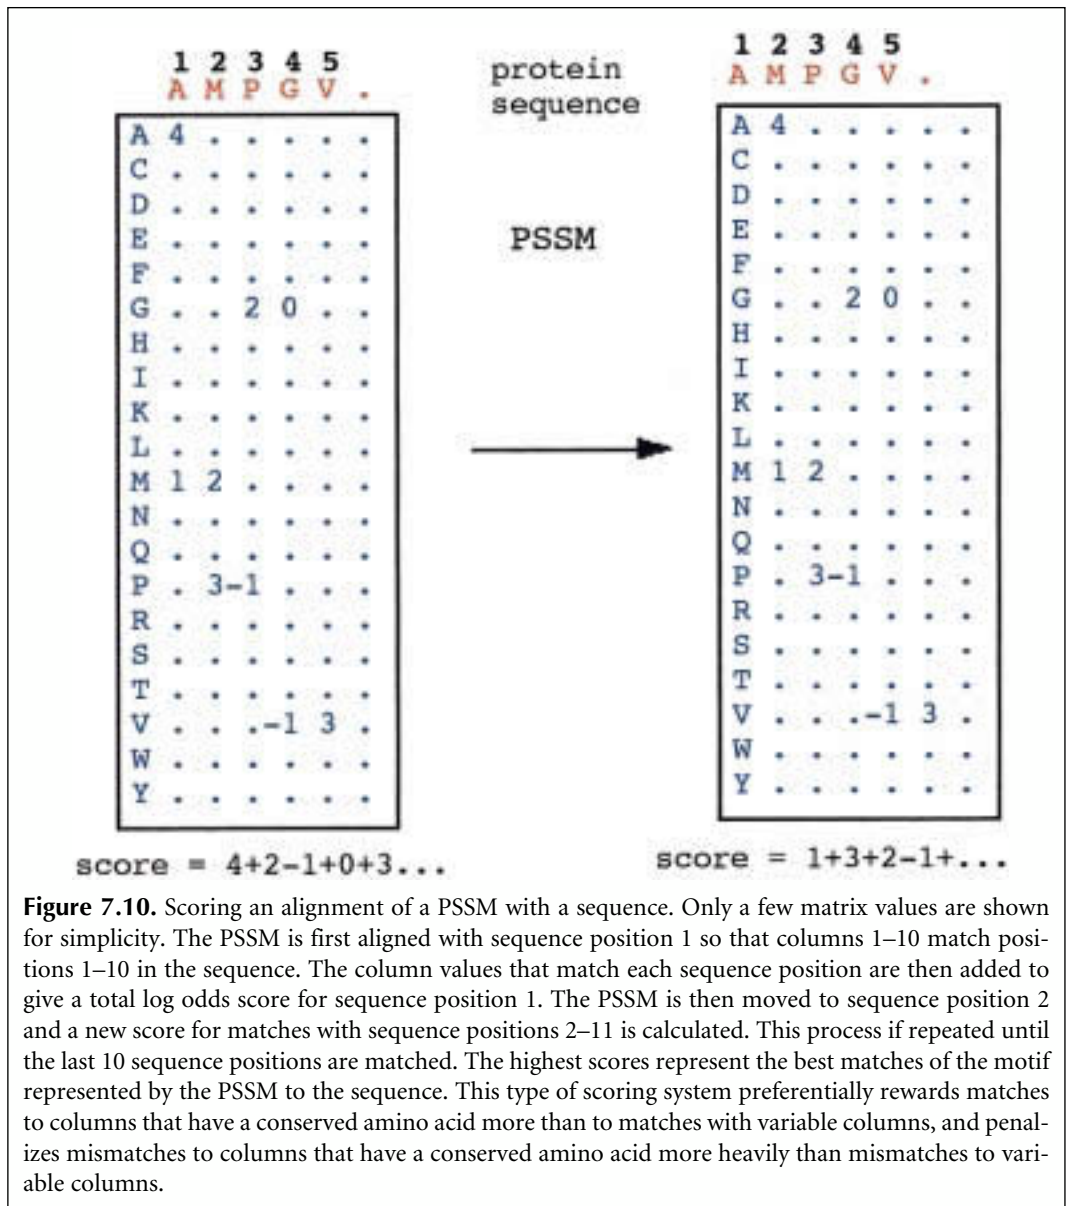 1 2 3 4 5
A M P G V .
protein
sequence
1 2 3 4 5
A M P G V .
A 4 . . . . .
C . . . . . .
D . . . . . .
E . . . . . .
F . . . . . .
G . . 2 0 . .
H . . . . . .
I . . . . . .
K . . . . . .
L . . . . . .
M 1 2 . . . .
N . . . . . .
Q . . . . . .
P . 3-1 . . .
R . . . . . .
S . . . . . .
T . . . . . .
V . . .-1 3 .
W . . . . . .
Y . . . . . .
score = 4+2-1+0+3...
PSSM
A 4 . . . . .
C . . . . . .
D . . . . . .
E . . . . . .
F . . . . . .
G . . 2 0 . .
H . . . . . .
I . . . . . .
K . . . . . .
L . . . . . .
M 1 2 . . . .
N . . . . . .
Q . . . . . .
P . 3-1 . . .
R . . . . . .
S . . . . . .
T . . . . . .
V . . .-1 3 .
W . . . . . .
Y . . . . . .
score = 1+3+2-1+...
Figure 7.10. Scoring an alignment of a PSSM with a sequence. Only a few matrix values are shown
for simplicity. The PSSM is first aligned with sequence position 1 so that columns 1–10 match posi-
tions 1–10 in the sequence. The column values that match each sequence position are then added to
give a total log odds score for sequence position 1. The PSSM is then moved to sequence position 2
and a new score for matches with sequence positions 2–11 is calculated. This process if repeated until
the last 10 sequence positions are matched. The highest scores represent the best matches of the motif
represented by the PSSM to the sequence. This type of scoring system preferentially rewards matches
to columns that have a conserved amino acid more than to matches with variable columns, and penal-
izes mismatches to columns that have a conserved amino acid more heavily than mismatches to vari-
able columns.